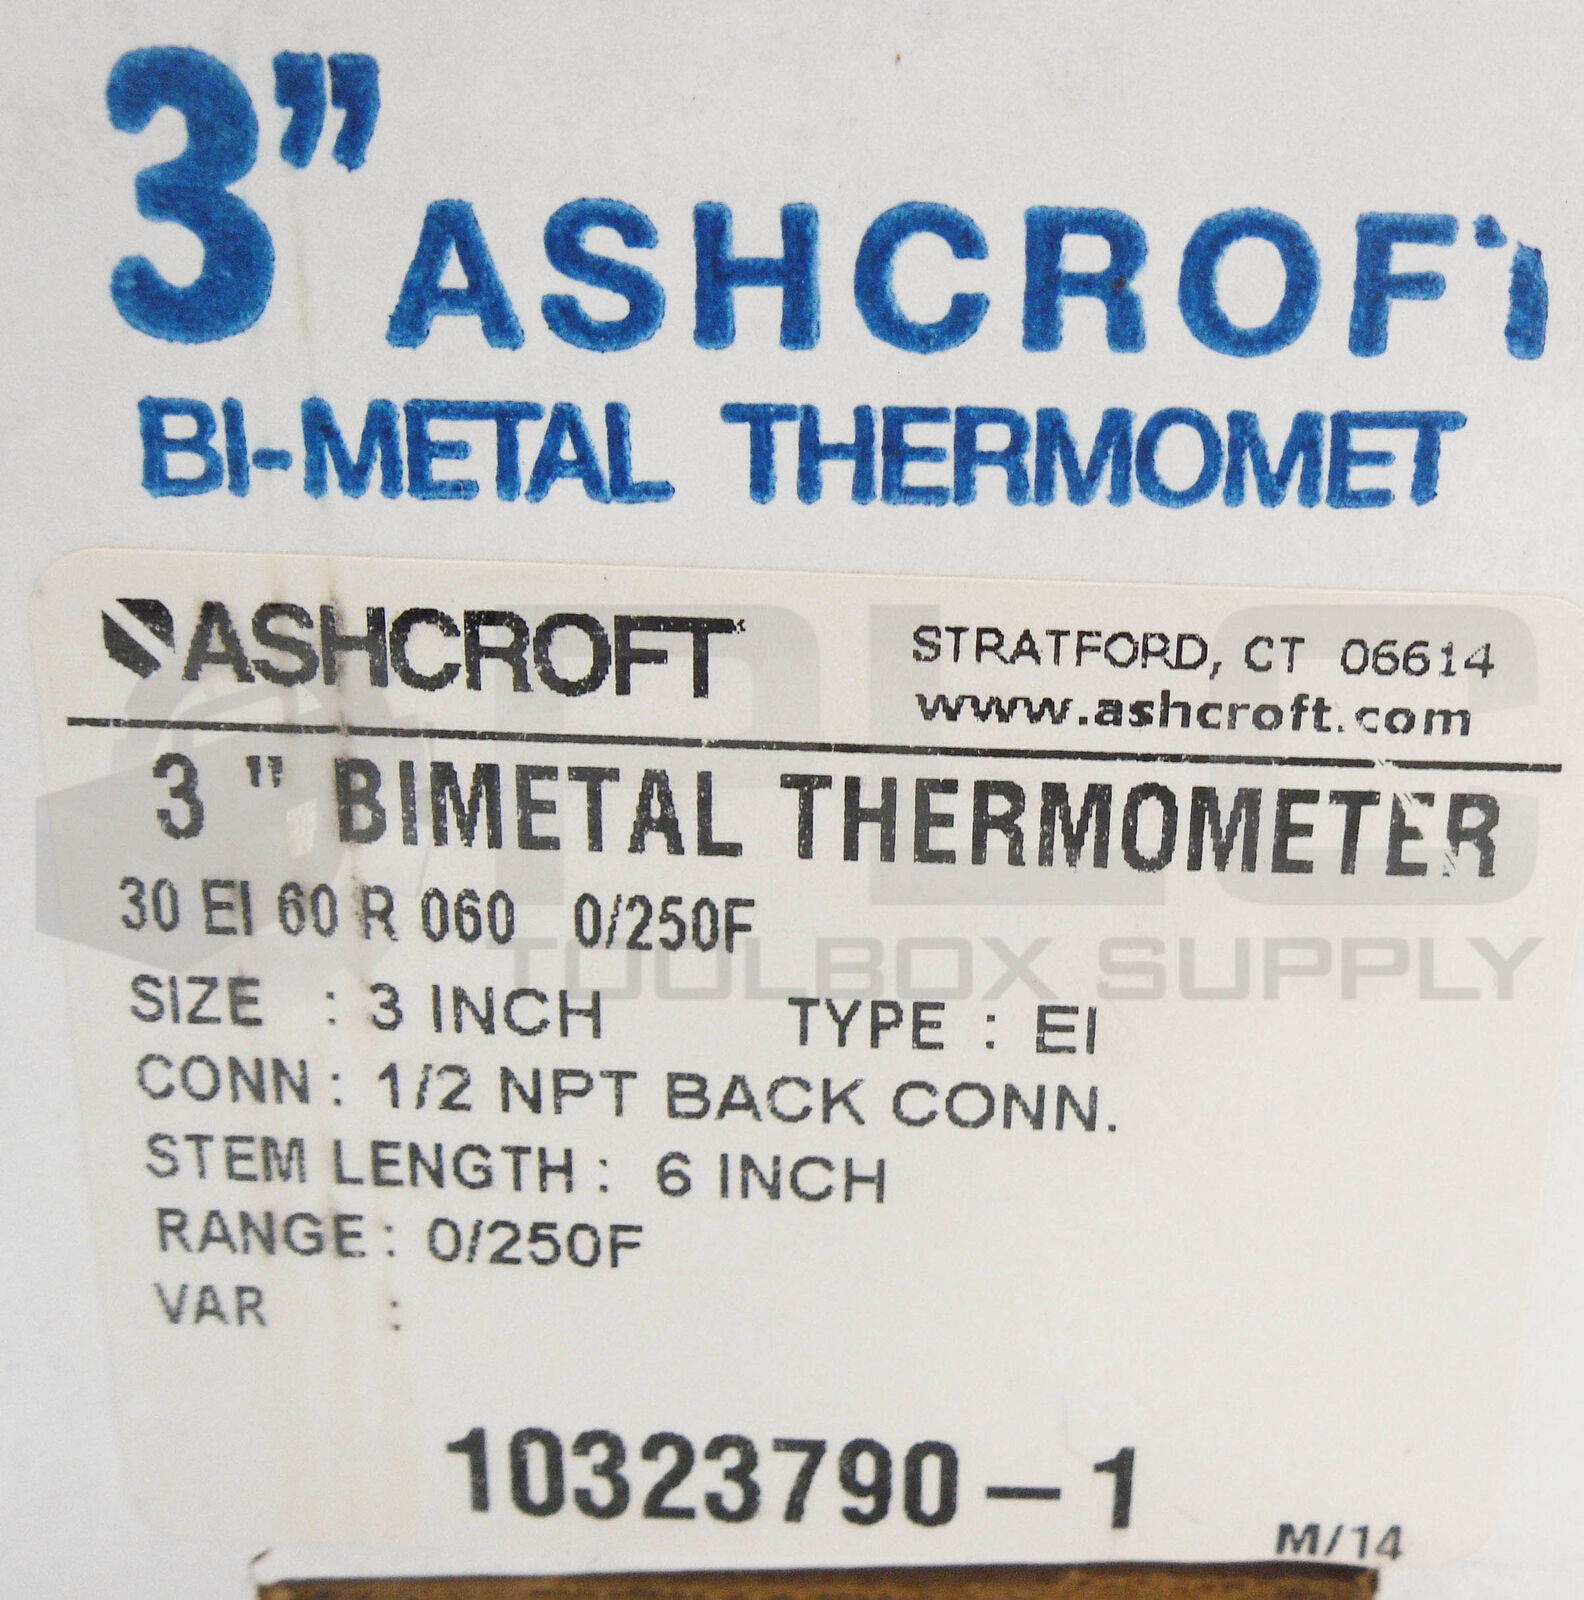 3" ASHCROFT
BI-METAL THERMOMET
ASHCROFT
STRATFORD, CT 06614
www.ashcroft.com
3 " BIMETAL THERMOMETER
30 EI 60 R 060 0/250F
SIZE : 3 INCH TYPE : EI
CONN : 1/2 NPT BACK CONN.
STEM LENGTH : 6 INCH
RANGE : 0/250F
VAR :
10323790-1
M/14
PLC
TOOLBOX SUPPLY